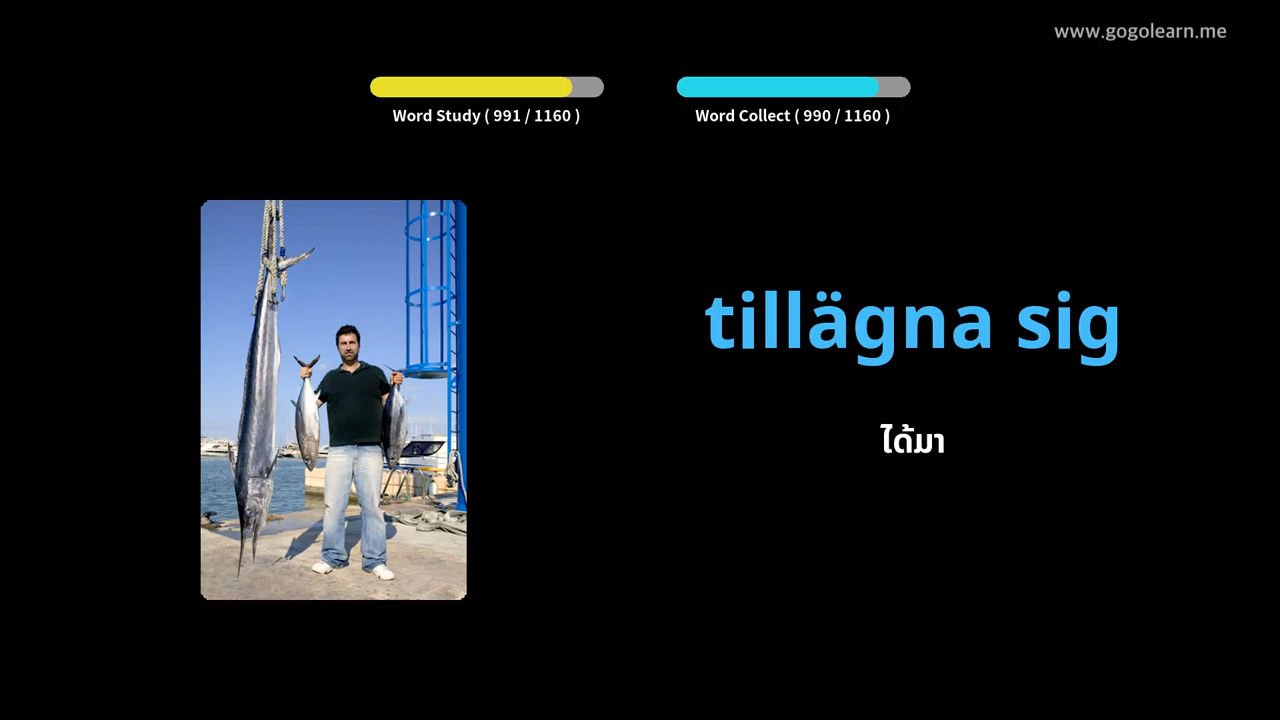 www.gogolearn.me
Word Study ( 991 / 1160 )
Word Collect ( 990 / 1160 )
tillägna sig
ได้มา